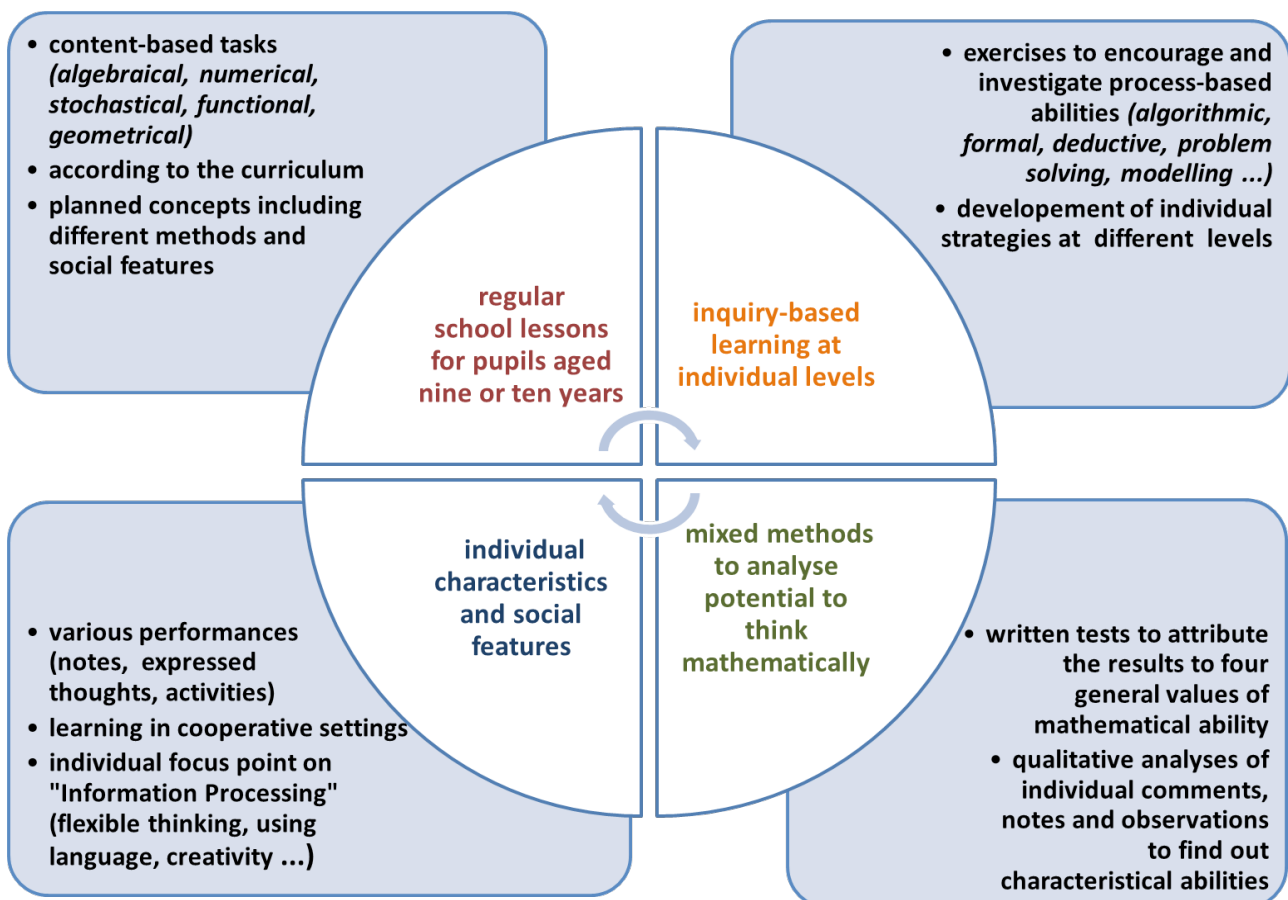 • content-based tasks
(algebraical, numerical,
stochastical, functional,
geometrical)
• according to the curriculum
• planned concepts including
different methods and
social features
• exercises to encourage and
investigate process-based
abilities (algorithmic,
formal, deductive, problem
solving, modelling ...)
• developement of individual
strategies at different levels
regular
school lessons
for pupils aged
nine or ten years
inquiry-based
learning at
individual levels
individual
characteristics
and social
features
mixed methods
to analyse
potential to
think
mathematically
• various performances
(notes, expressed
thoughts, activities)
• learning in cooperative settings
• individual focus point on
"Information Processing"
(flexible thinking, using
language, creativity ...)
• written tests to attribute
the results to four
general values of
mathematical ability
• qualitative analyses of
individual comments,
notes and observations
to find out
characteristical abilities